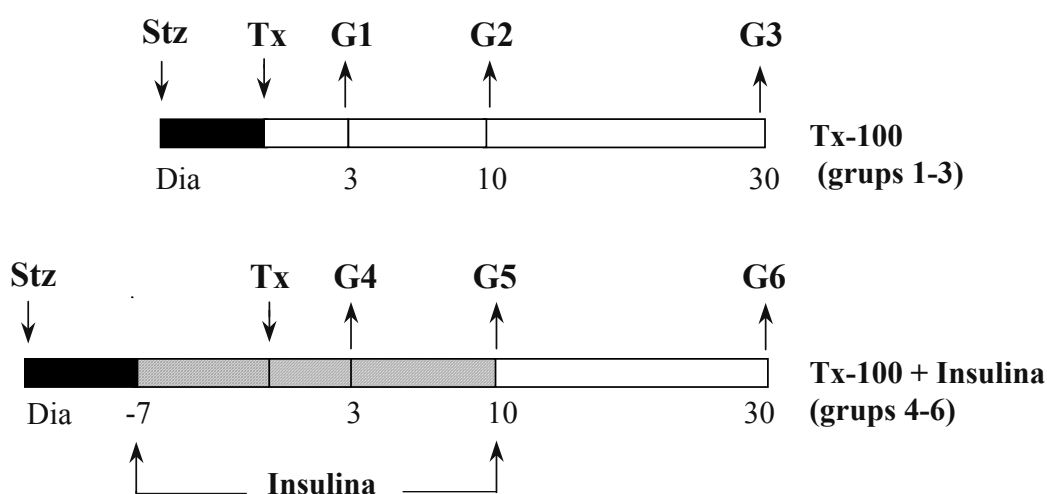 Stz Tx G1 G2 G3
Tx-100
(grups 1-3)
Dia 3 10 30
Stz Tx G4 G5 G6
Tx-100 + Insulina
(grups 4-6)
Dia -7 3 10 30
Insulina